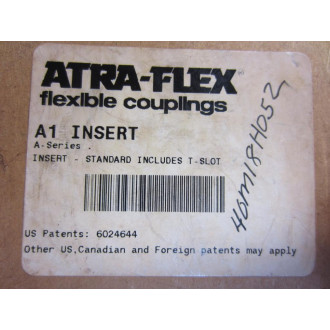 ATRA-FLEX
flexible couplings
A1 INSERT
A-Series .
INSERT - STANDARD INCLUDES T-SLOT
US Patents: 6024644
Other US,Canadian and Foreign patents may apply